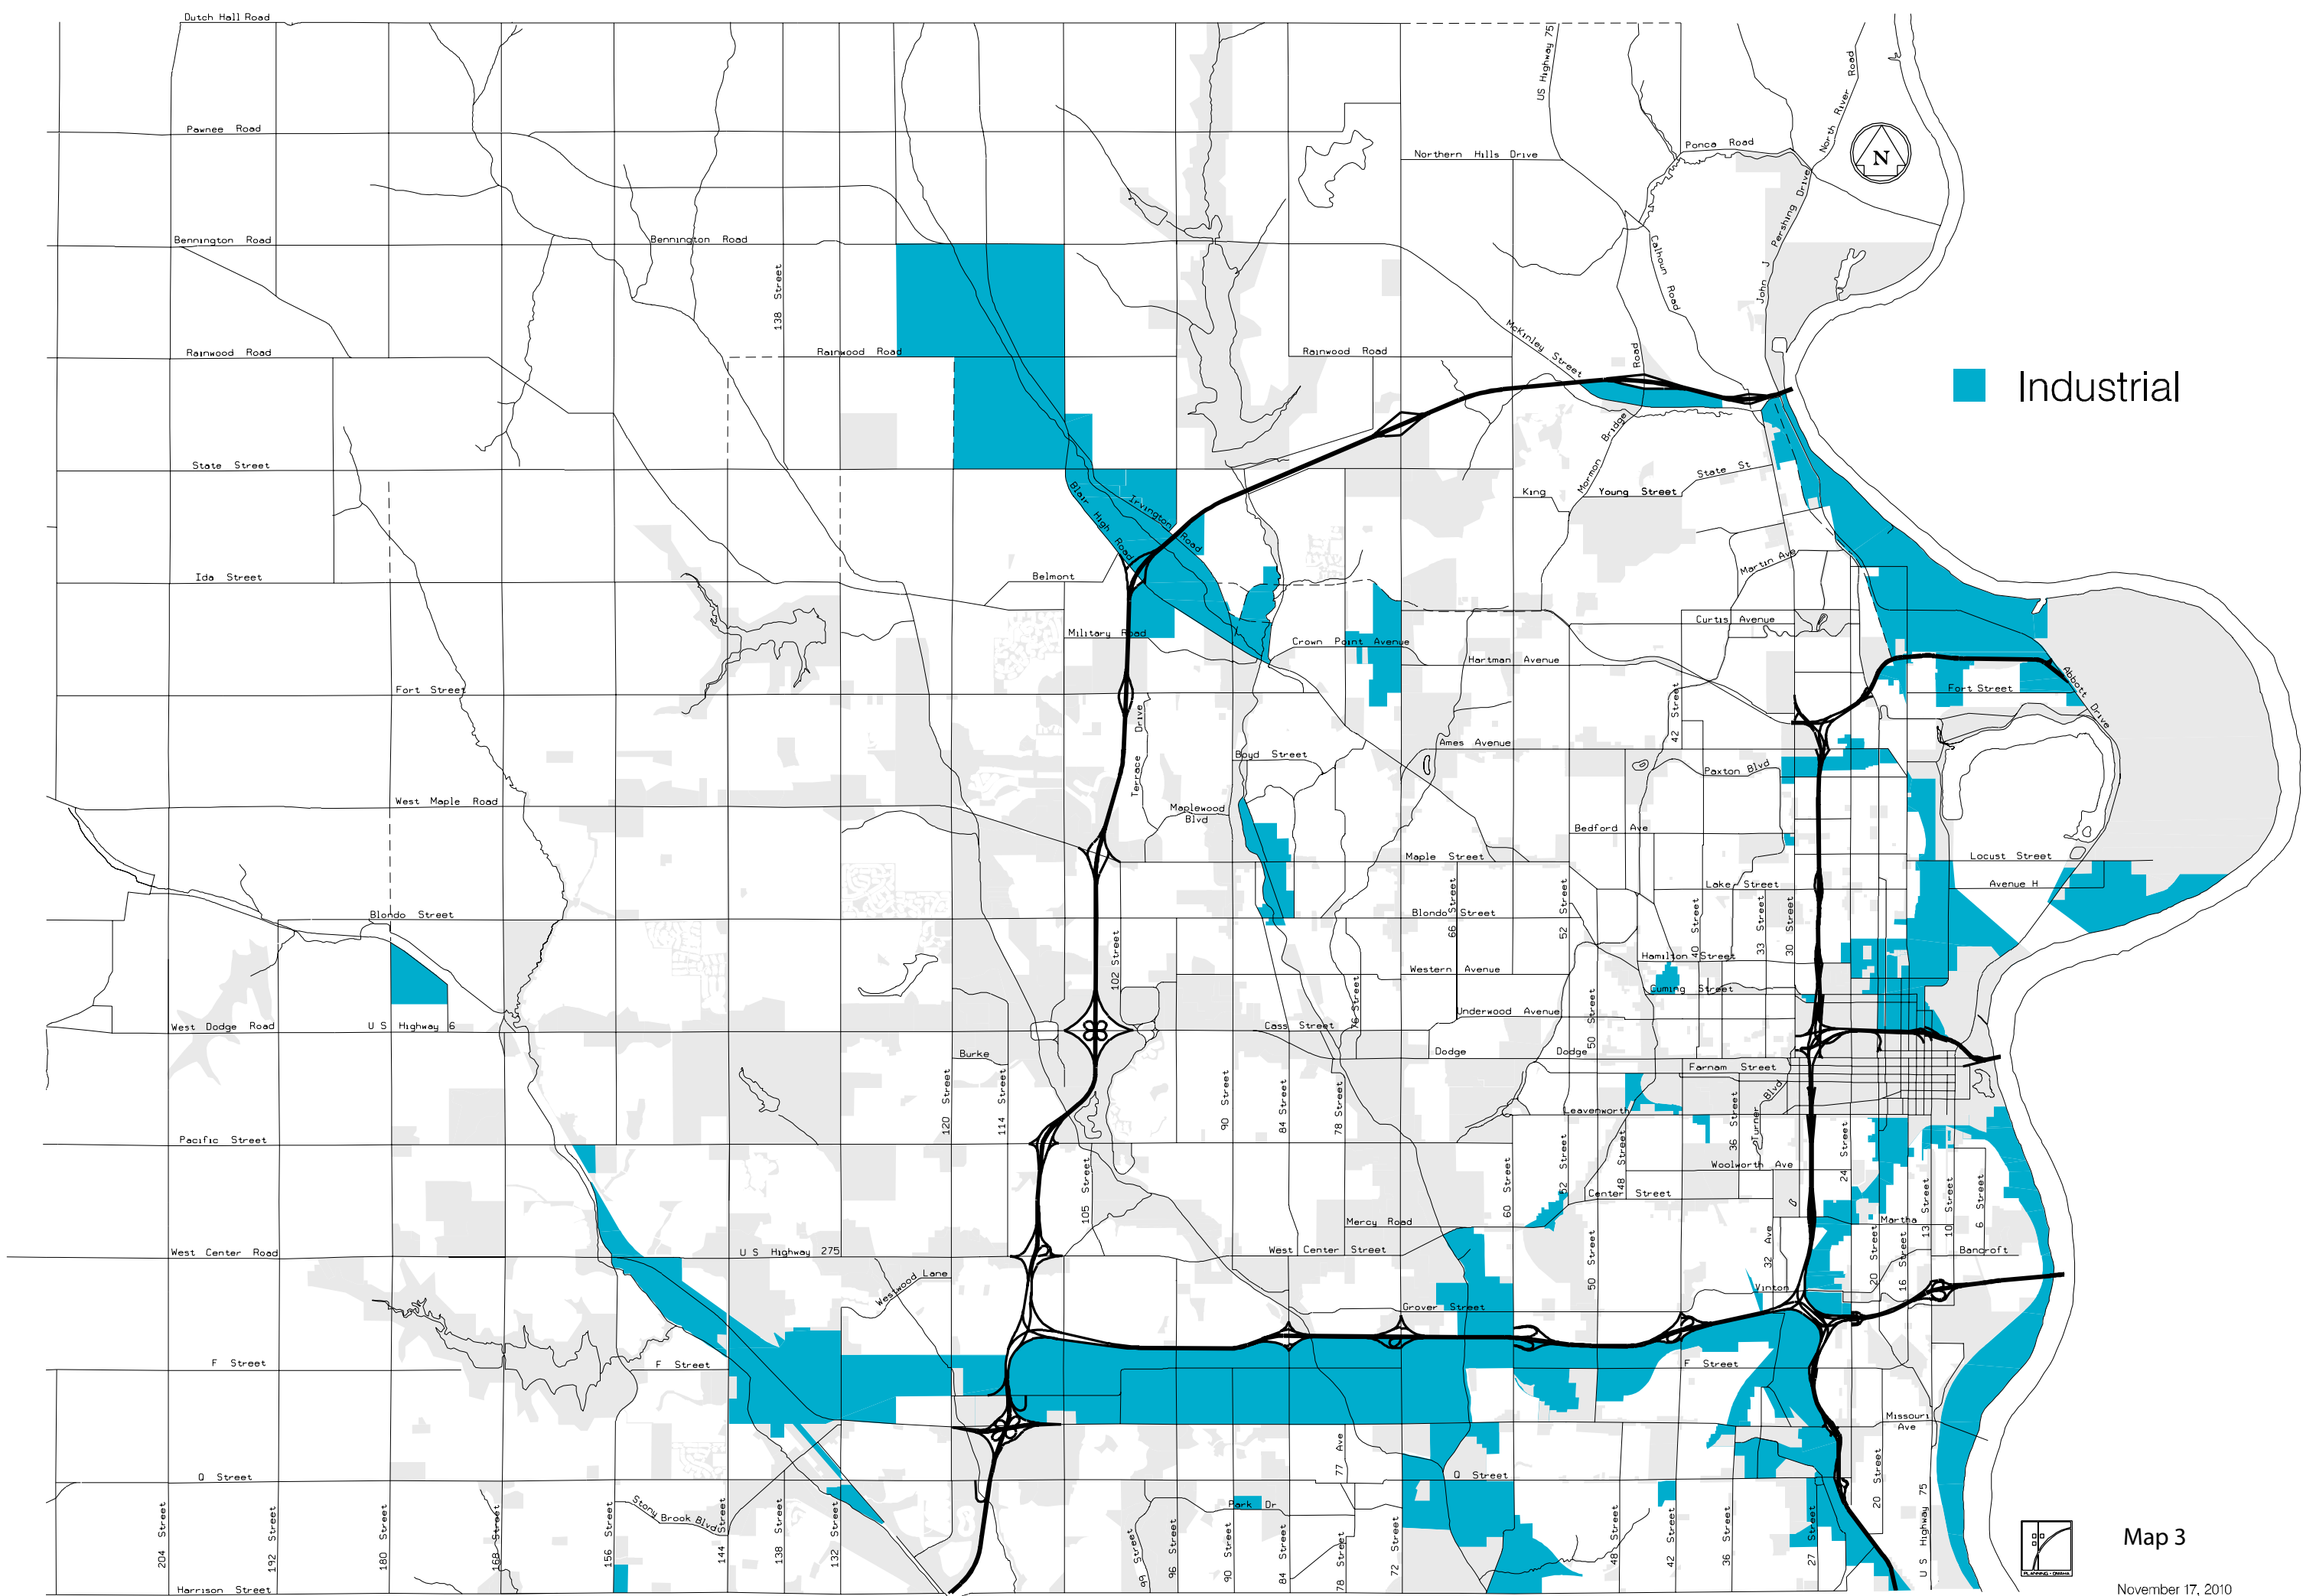 Dutch Hall Road
US Highway 75
North River Road
Pawnee Road
Ponca Road
Northern Hills Drive
N
John J Pershing Drive
Bennington Road
Bennington Road
138 Street
Calhoun Road
McKinley Street
Rainwood Road
Rainwood Road
Rainwood Road
Mormon Bridge Road
Industrial
State Street
State St
King
Young Street
Blair High Road
Irvington Road
Martin Ave
Ida Street
Belmont
Military Road
Crown Point Avenue
Curtis Avenue
Hartman Avenue
Fort Street
Fort Street
Abbott Drive
Terrace Drive
42 Street
Boyd Street
Ames Avenue
Paxton Blvd
West Maple Road
Maplewood
Blvd
Bedford Ave
Maple Street
Locust Street
Lake Street
Avenue H
Blondo Street
Blondo Street
66 Street
52 Street
40 Street
33 Street
30 Street
102 Street
Hamilton Street
Western Avenue
76 Street
Cuming Street
Underwood Avenue
50 Street
West Dodge Road
U S Highway 6
Cass Street
Burke
Dodge
Dodge
Farnam Street
120 Street
114 Street
90 Street
84 Street
78 Street
Leavenworth
36 Street
Turner Blvd
24 Street
Pacific Street
105 Street
60 Street
52 Street
48 Street
Woolworth Ave
Center Street
13 Street
10 Street
6 Street
Mercy Road
Martha
West Center Road
U S Highway 275
West Center Street
50 Street
32 Ave
20 Street
16 Street
Bancroft
Westwood Lane
Vinton
Grover Street
F Street
F Street
F Street
Missouri
Ave
77 Ave
Q Street
Q Street
20 Street
U S Highway 75
Park Dr
Stony Brook Blvd
204 Street
192 Street
180 Street
168 Street
156 Street
144 Street
138 Street
132 Street
99 Street
96 Street
90 Street
84 Street
78 Street
72 Street
48 Street
42 Street
36 Street
27 Street
Harrison Street
PLANNING - OMAHA
Map 3
November 17, 2010